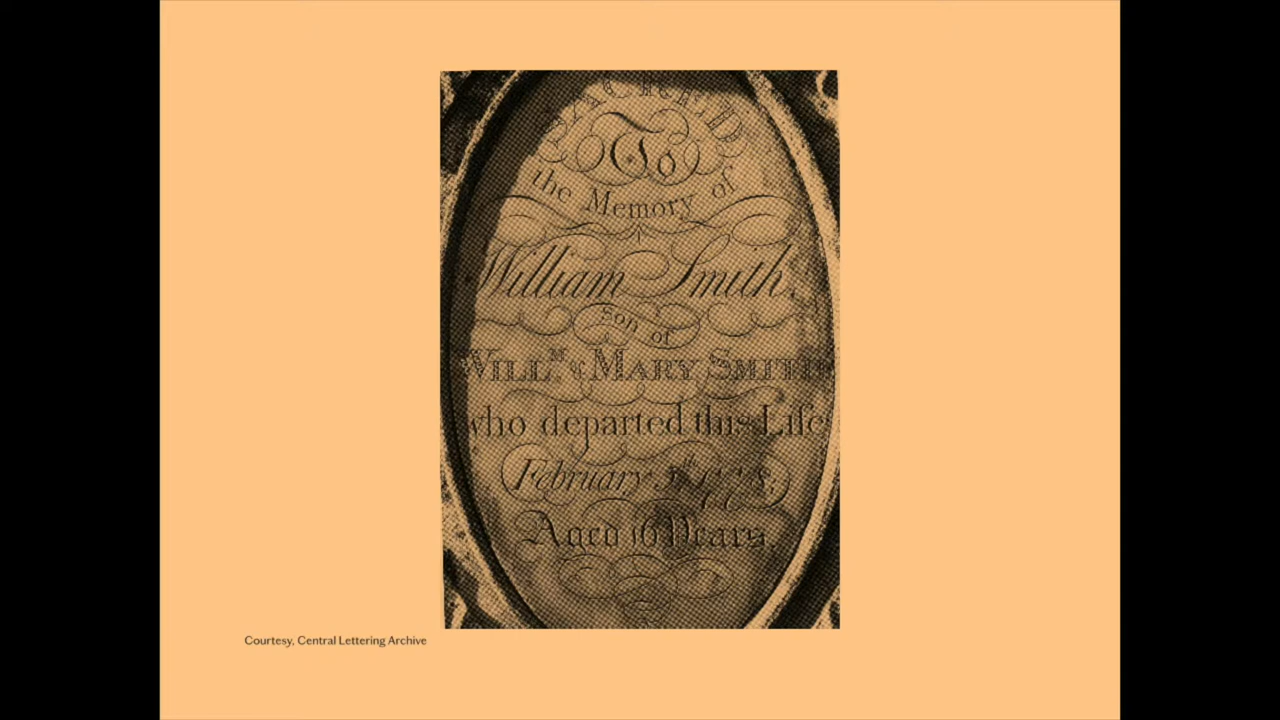 SACRED
To
the Memory of
William Smith,
son of
WILL.M & MARY SMITH
who departed this Life
February
Aged 16 Years.
Courtesy, Central Lettering Archive